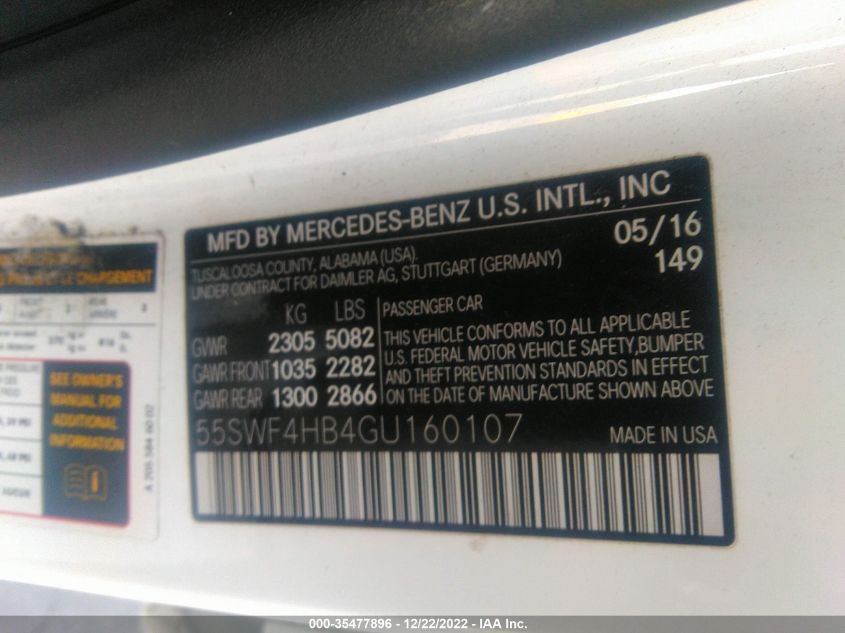 MFD BY MERCEDES-BENZ U.S. INTL., INC
TUSCALOOSA COUNTY, ALABAMA (USA).
UNDER CONTRACT FOR DAIMLER AG, STUTTGART (GERMANY)
05/16
149
KG LBS
GVWR 2305 5082
GAWR FRONT 1035 2282
GAWR REAR 1300 2866
PASSENGER CAR
THIS VEHICLE CONFORMS TO ALL APPLICABLE
U.S. FEDERAL MOTOR VEHICLE SAFETY, BUMPER
AND THEFT PREVENTION STANDARDS IN EFFECT
ON THE DATE OF MANUFACTURE SHOWN ABOVE
55SWF4HB4GU160107
MADE IN USA
SEE OWNER'S
MANUAL FOR
ADDITIONAL
INFORMATION
A 205 584 60 02
000-35477896 - 12/22/2022 - IAA Inc.